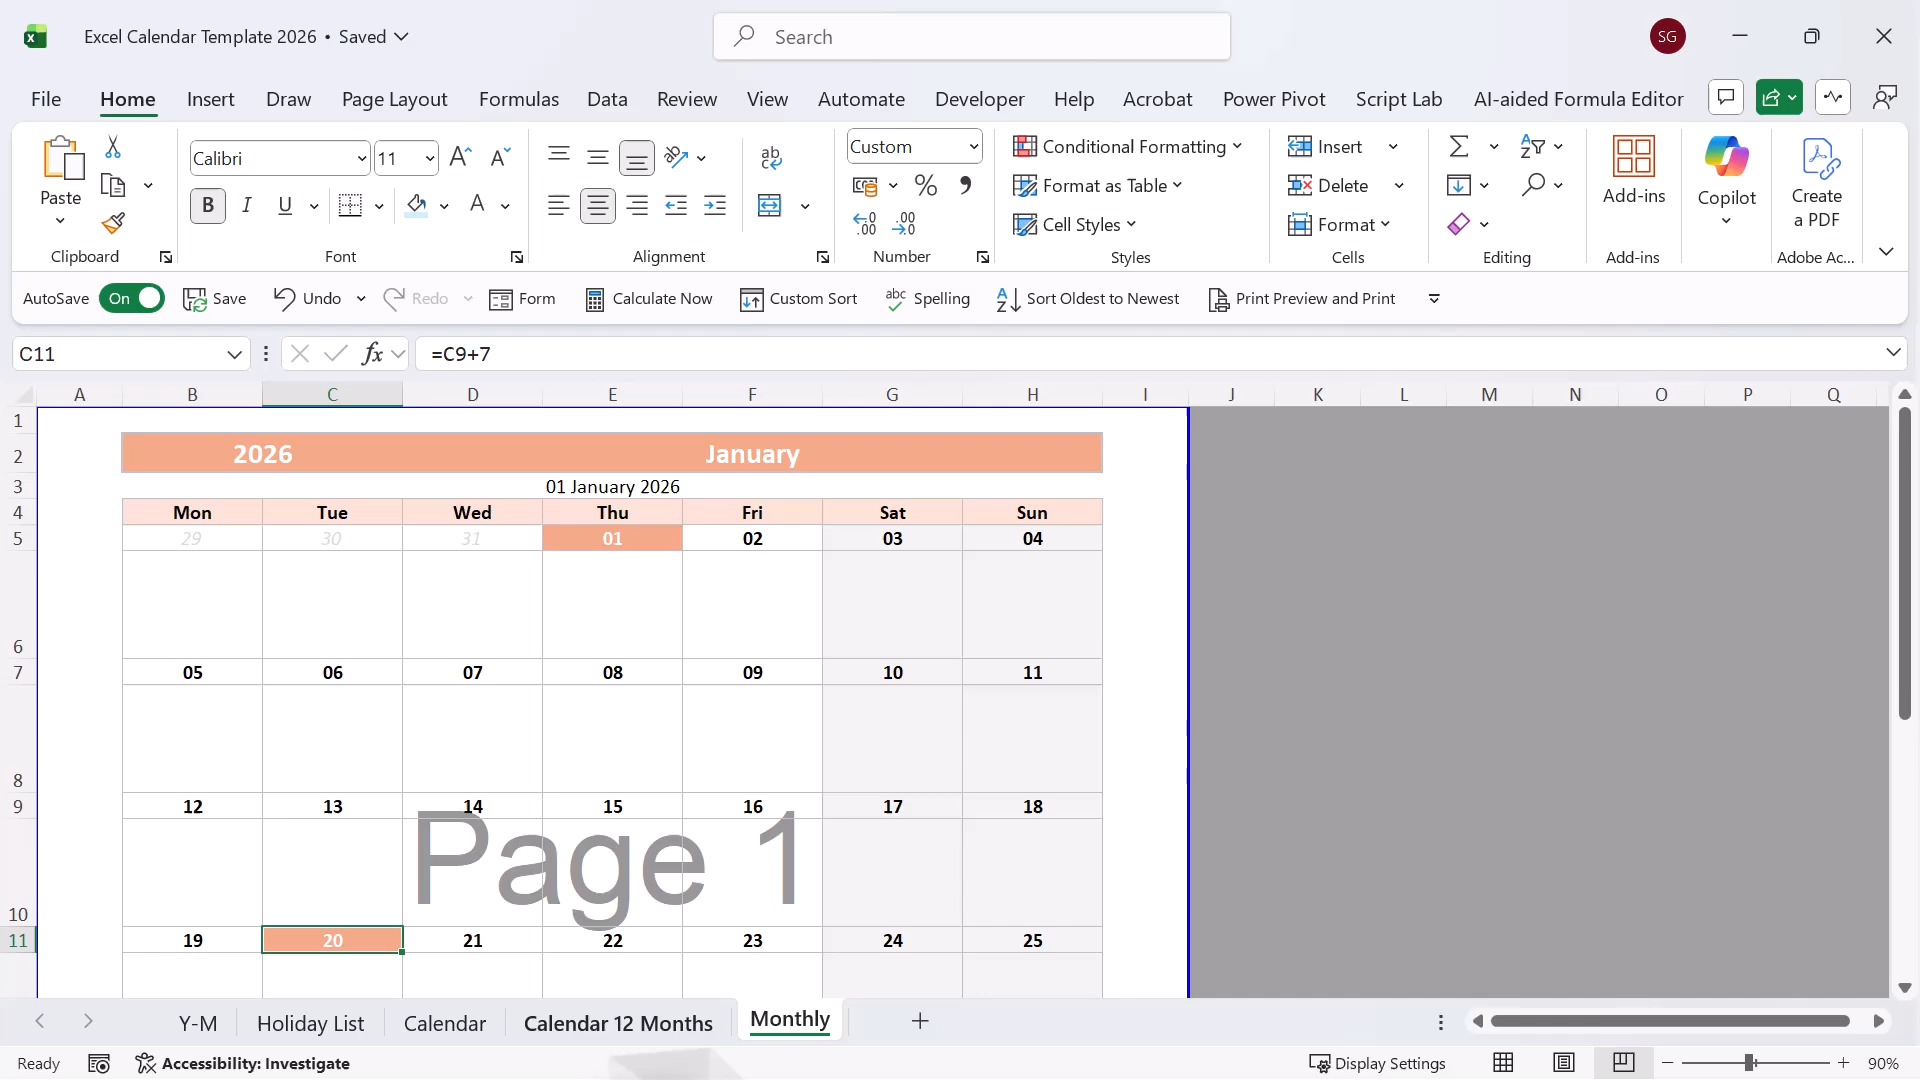 Excel Calendar Template 2026 • Saved
Search
SG
File Home Insert Draw Page Layout Formulas Data Review View Automate Developer Help Acrobat Power Pivot Script Lab AI-aided Formula Editor
Paste
Clipboard
Calibri 11
B I U A
Font
ab
Alignment
Custom
% 
Number
Conditional Formatting
Format as Table
Cell Styles
Styles
Insert
Delete
Format
Cells
Editing
Add-ins
Add-ins
Copilot
Create
a PDF
Adobe Ac...
AutoSave On Save Undo Redo Form Calculate Now Custom Sort Spelling Sort Oldest to Newest Print Preview and Print
C11 fx =C9+7
A B C D E F G H I J K L M N O P Q
1
2 2026 January
3 01 January 2026
4 Mon Tue Wed Thu Fri Sat Sun
5 29 30 31 01 02 03 04
6
7 05 06 07 08 09 10 11
8
9 12 13 14 15 16 17 18
Page 1
10
11 19 20 21 22 23 24 25
Y-M Holiday List Calendar Calendar 12 Months Monthly
Ready Accessibility: Investigate Display Settings 90%